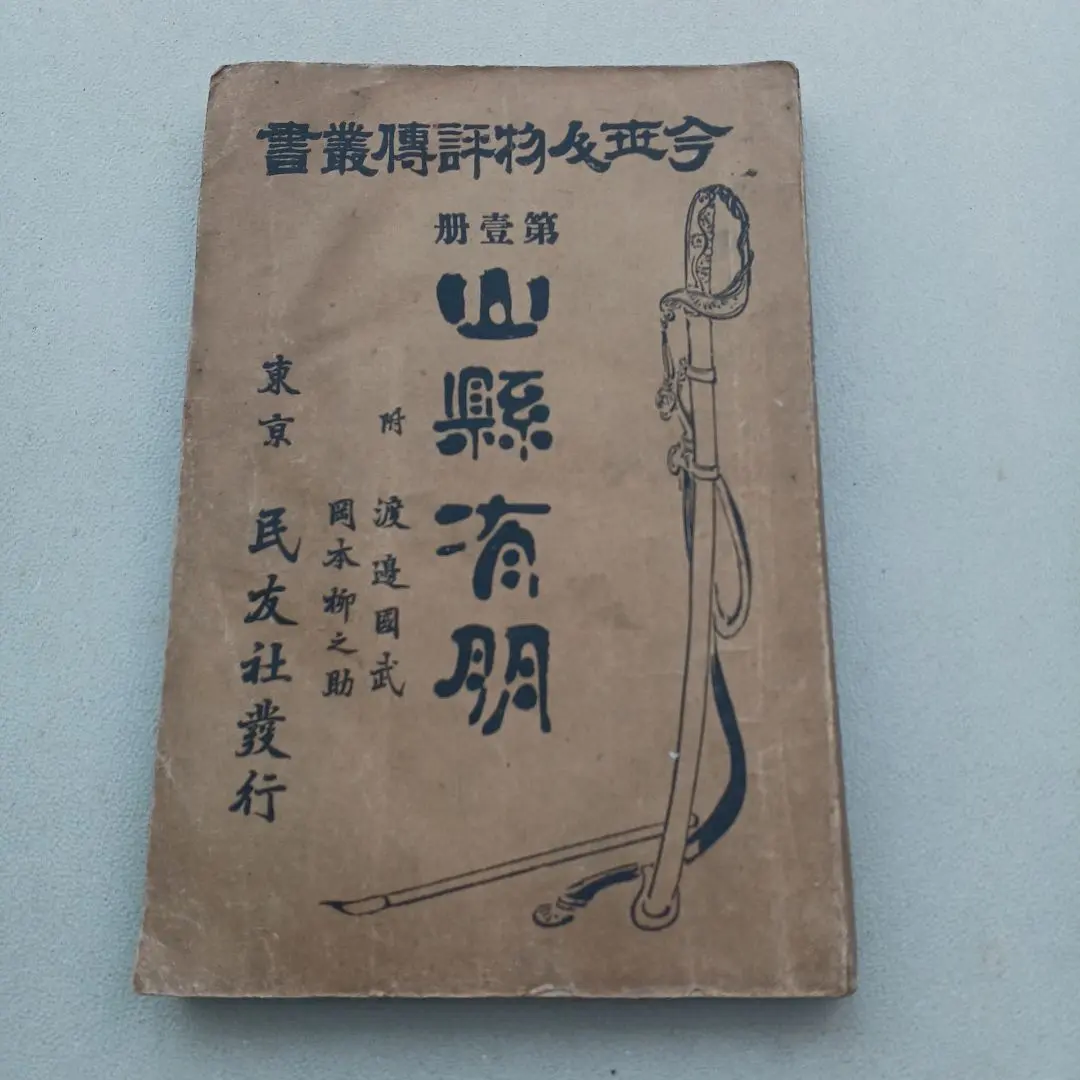 今世人物評傳叢書
第壹册
山縣有朋
附
渡邊國武
岡本柳之助
東京
民友社發行